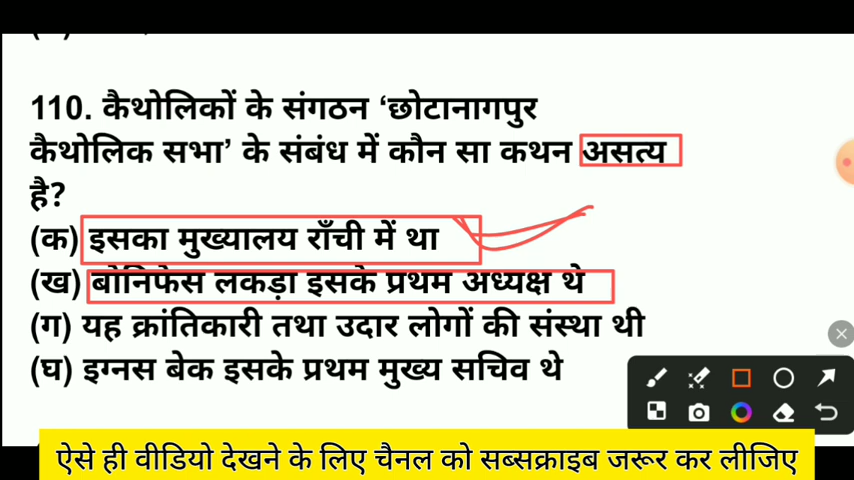 110. कैथोलिकों के संगठन ‘छोटानागपुर
कैथोलिक सभा’ के संबंध में कौन सा कथन असत्य
है?
(क) इसका मुख्यालय राँची में था
(ख) बोनिफेस लकड़ा इसके प्रथम अध्यक्ष थे
(ग) यह क्रांतिकारी तथा उदार लोगों की संस्था थी
(घ) इग्नस बेक इसके प्रथम मुख्य सचिव थे
ऐसे ही वीडियो देखने के लिए चैनल को सब्सक्राइब जरूर कर लीजिए